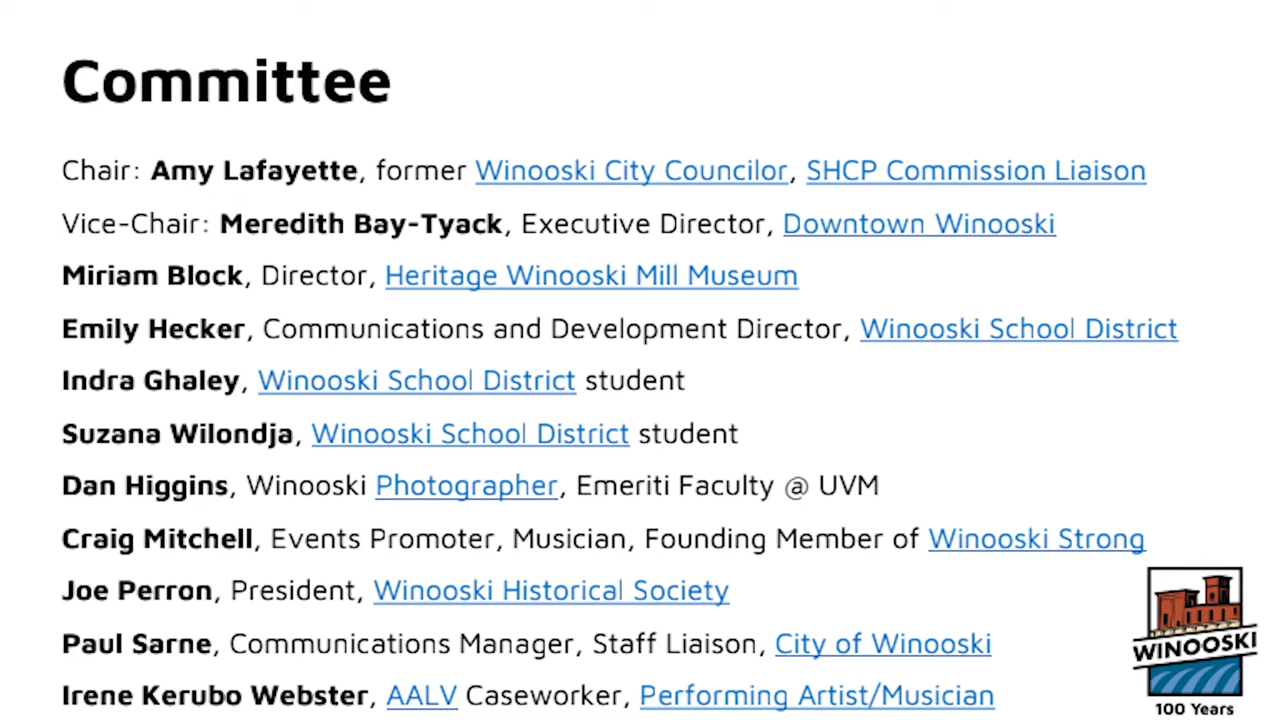 Committee
Chair: Amy Lafayette, former Winooski City Councilor, SHCP Commission Liaison
Vice-Chair: Meredith Bay-Tyack, Executive Director, Downtown Winooski
Miriam Block, Director, Heritage Winooski Mill Museum
Emily Hecker, Communications and Development Director, Winooski School District
Indra Ghaley, Winooski School District student
Suzana Wilondja, Winooski School District student
Dan Higgins, Winooski Photographer, Emeriti Faculty @ UVM
Craig Mitchell, Events Promoter, Musician, Founding Member of Winooski Strong
Joe Perron, President, Winooski Historical Society
Paul Sarne, Communications Manager, Staff Liaison, City of Winooski
Irene Kerubo Webster, AALV Caseworker, Performing Artist/Musician
WINOOSKI
100 Years